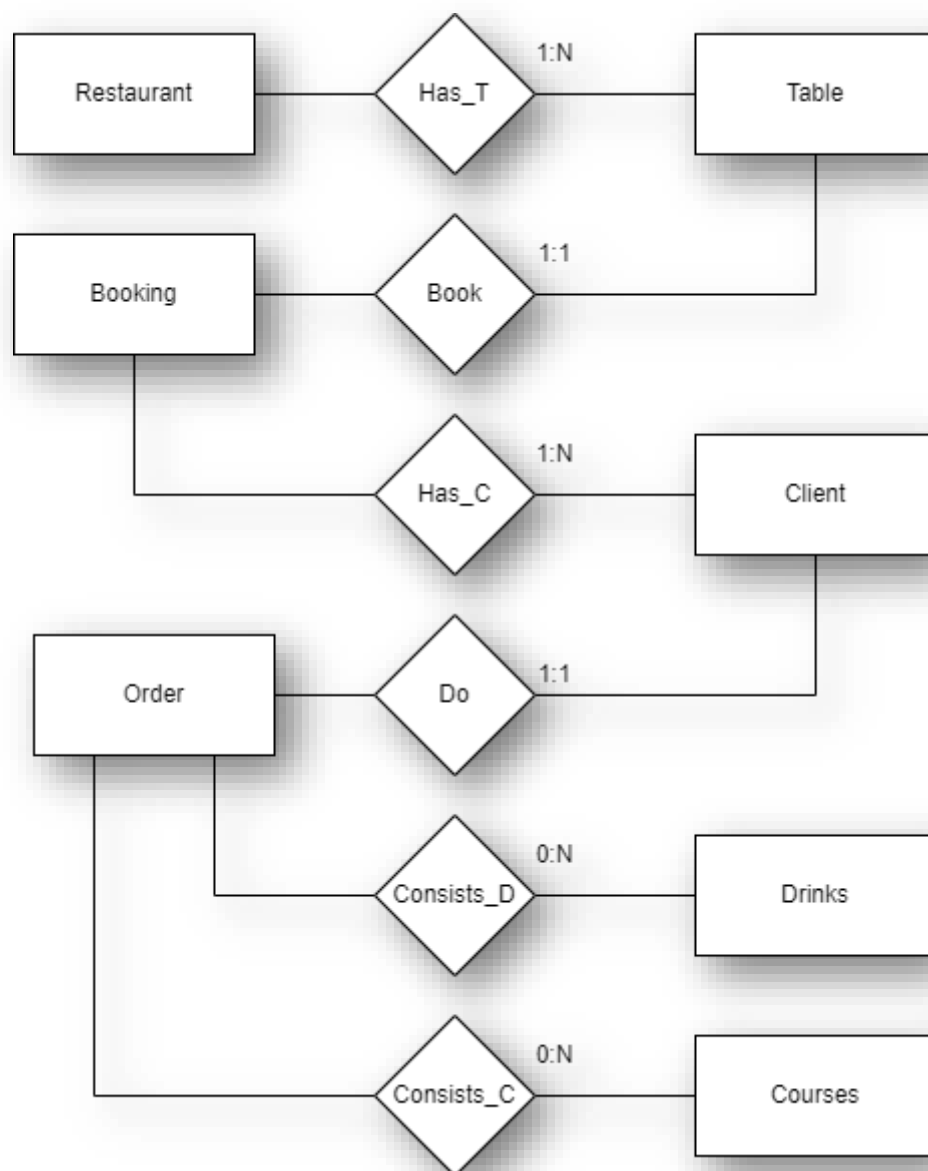 1:N
Restaurant
Has_T
Table
1:1
Booking
Book
1:N
Has_C
Client
1:1
Order
Do
0:N
Consists_D
Drinks
0:N
Consists_C
Courses